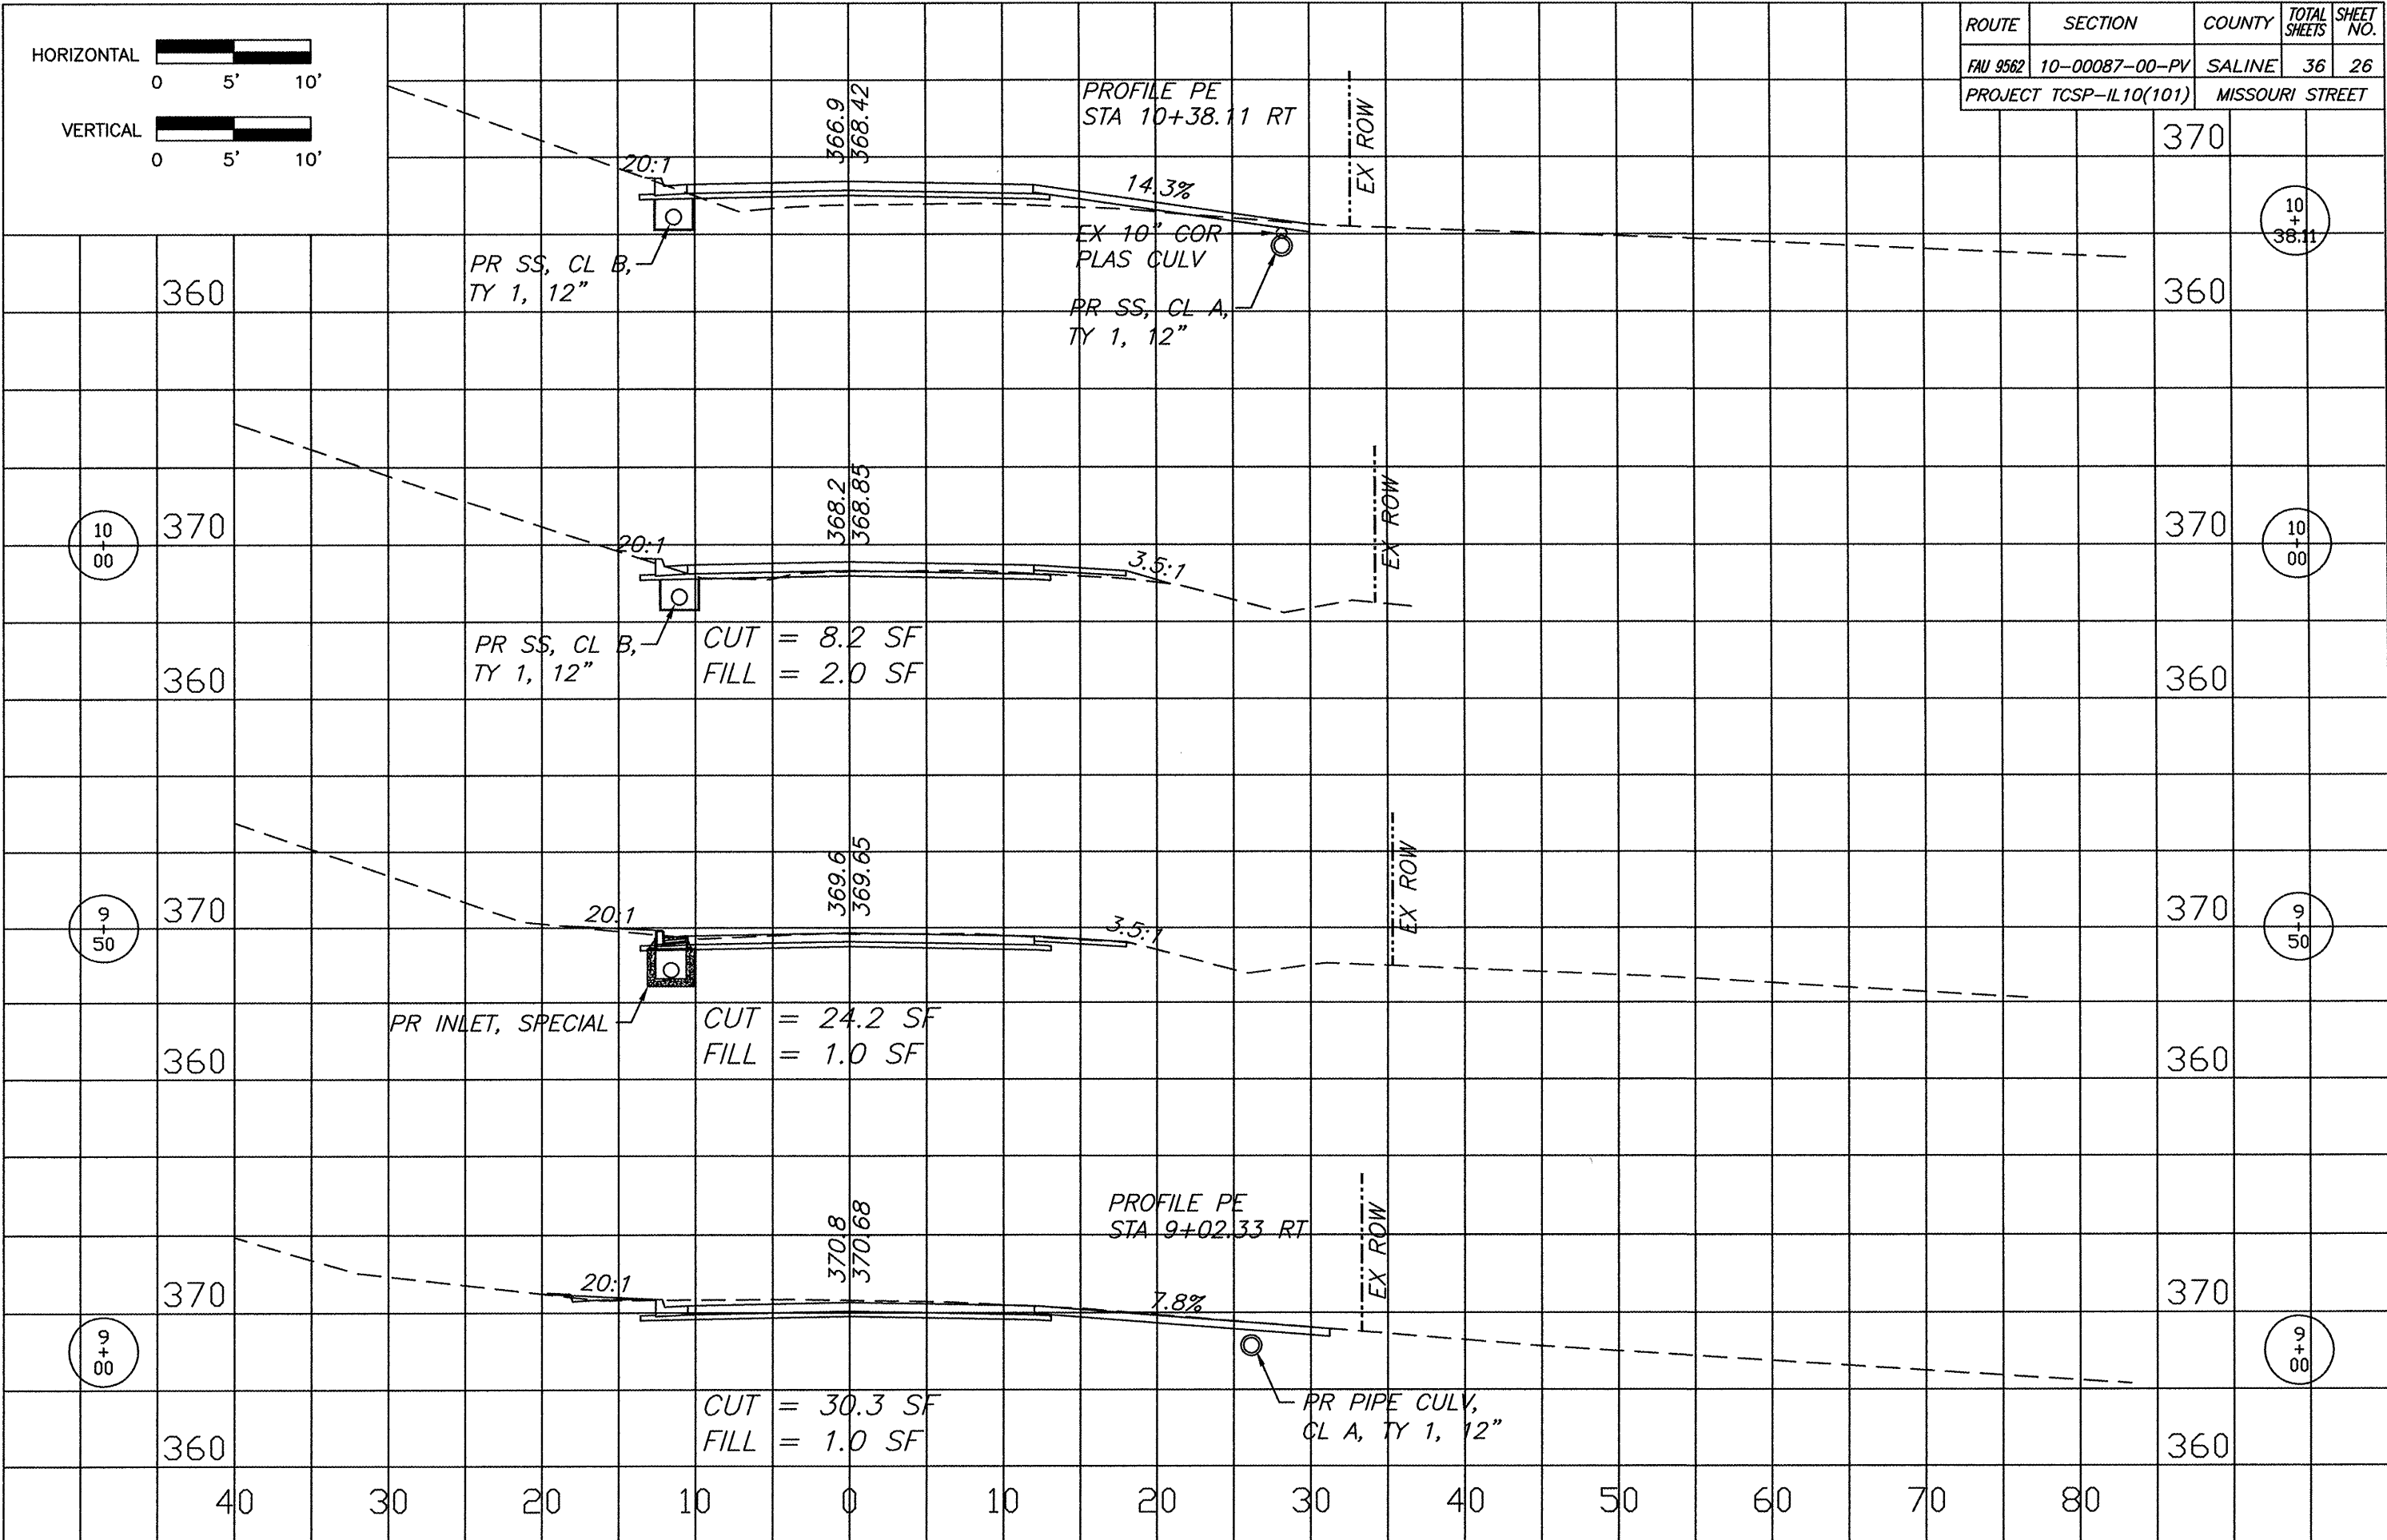 HORIZONTAL
0 5' 10'
VERTICAL
0 5' 10'
ROUTE SECTION COUNTY TOTAL SHEETS SHEET NO.
FAU 9562 10-00087-00-PV SALINE 36 26
PROJECT TCSP-IL10(101) MISSOURI STREET
366.9
368.42
PROFILE PE
STA 10+38.11 RT
EX ROW
370
20:1
14.3%
10
+
38.11
EX 10" COR
PLAS CULV
PR SS, CL B,
TY 1, 12"
PR SS, CL A,
TY 1, 12"
360
360
368.2
368.85
EX ROW
10
+
00
370
370
10
+
00
20:1
3.5:1
PR SS, CL B,
TY 1, 12"
CUT = 8.2 SF
FILL = 2.0 SF
360
360
369.6
369.65
EX ROW
9
+
50
370
370
9
+
50
20:1
3.5:1
PR INLET, SPECIAL
CUT = 24.2 SF
FILL = 1.0 SF
360
360
370.8
370.68
PROFILE PE
STA 9+02.33 RT
EX ROW
370
370
20:1
7.8%
9
+
00
9
+
00
CUT = 30.3 SF
FILL = 1.0 SF
PR PIPE CULV,
CL A, TY 1, 12"
360
360
40 30 20 10 0 10 20 30 40 50 60 70 80